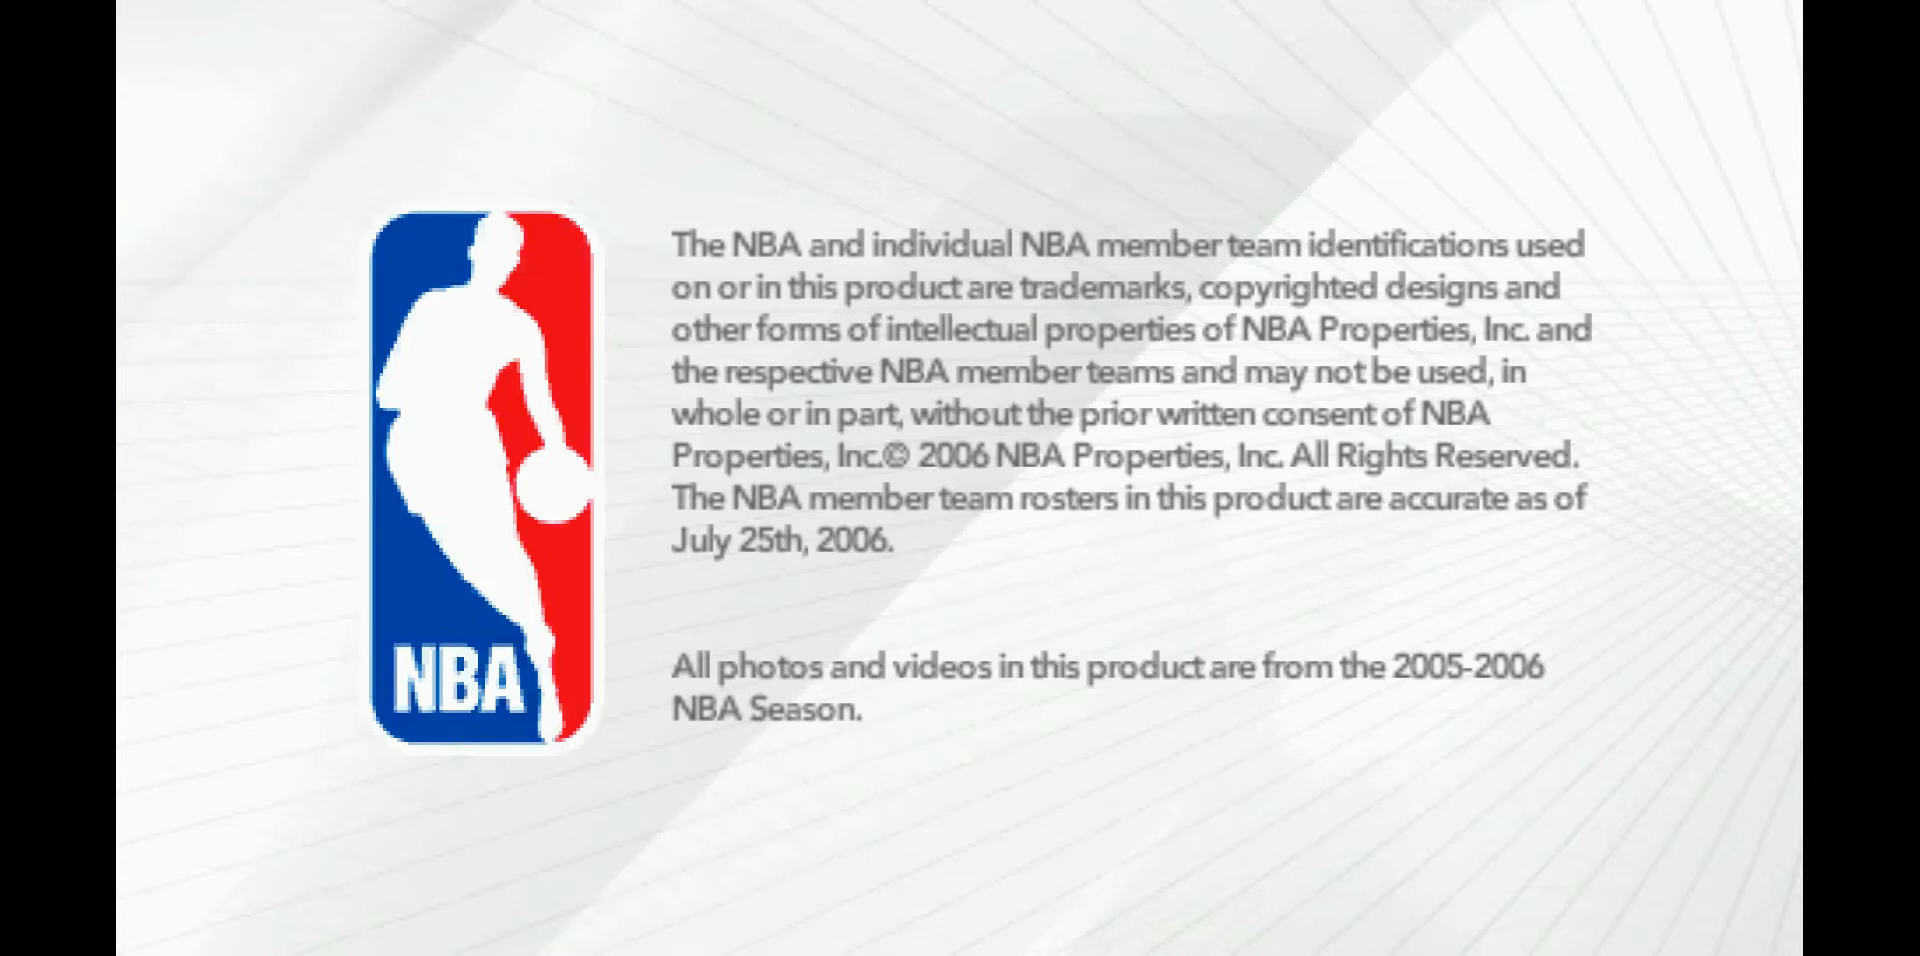 NBA
The NBA and individual NBA member team identifications used
on or in this product are trademarks, copyrighted designs and
other forms of intellectual properties of NBA Properties, Inc. and
the respective NBA member teams and may not be used, in
whole or in part, without the prior written consent of NBA
Properties, Inc.© 2006 NBA Properties, Inc. All Rights Reserved.
The NBA member team rosters in this product are accurate as of
July 25th, 2006.
All photos and videos in this product are from the 2005-2006
NBA Season.